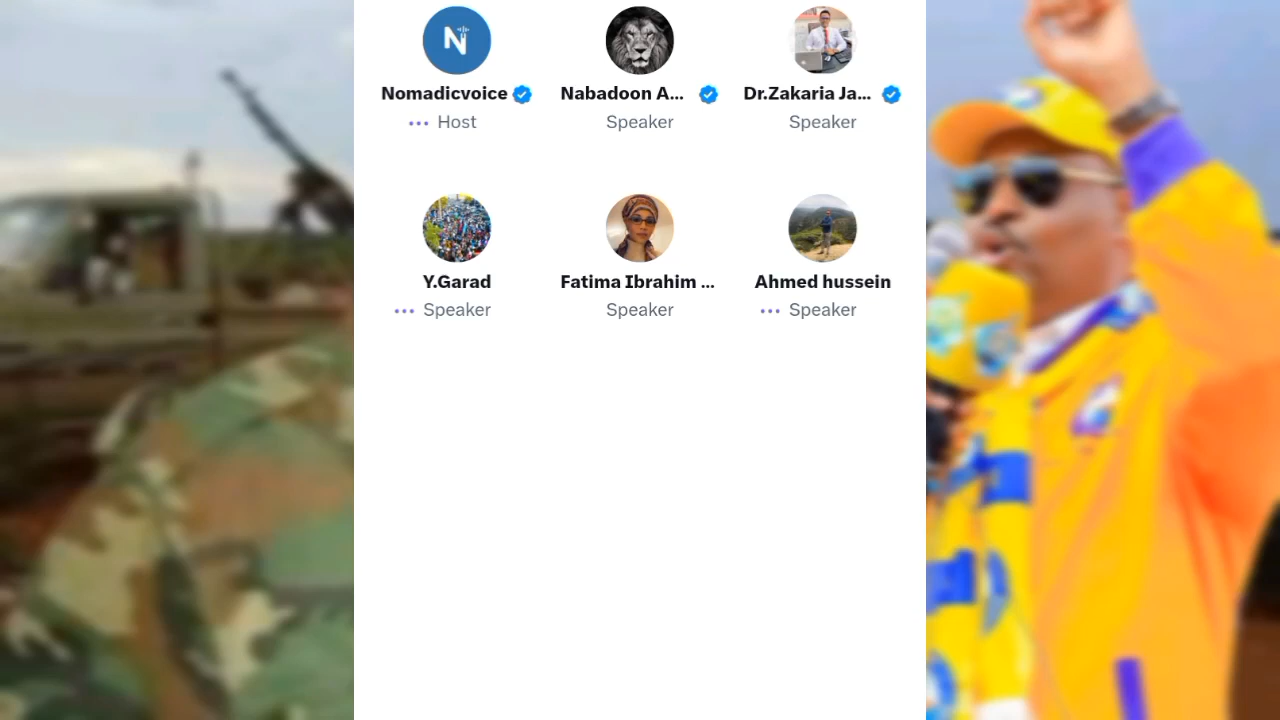 N
Nomadicvoice Nabadoon A... Dr.Zakaria Ja...
Host Speaker Speaker
Y.Garad Fatima Ibrahim ... Ahmed hussein
Speaker Speaker Speaker